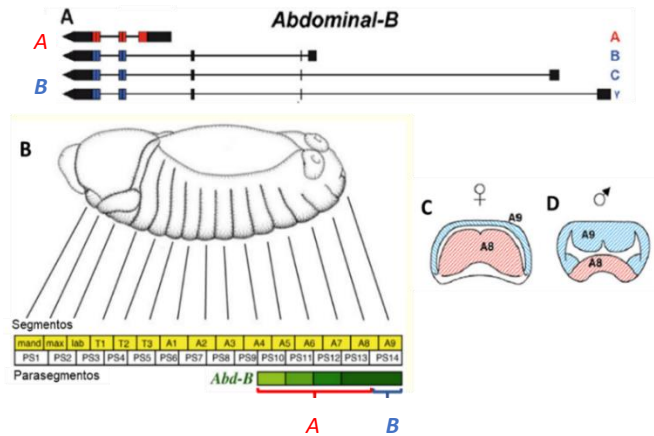 A Abdominal-B
A A
B
B C
γ
B
C ♀ A9 A8
D ♂ A9 A8
Segmentos
mand max lab T1 T2 T3 A1 A2 A3 A4 A5 A6 A7 A8 A9
PS1 PS2 PS3 PS4 PS5 PS6 PS7 PS8 PS9 PS10 PS11 PS12 PS13 PS14
Parasegmentos
Abd-B
A B